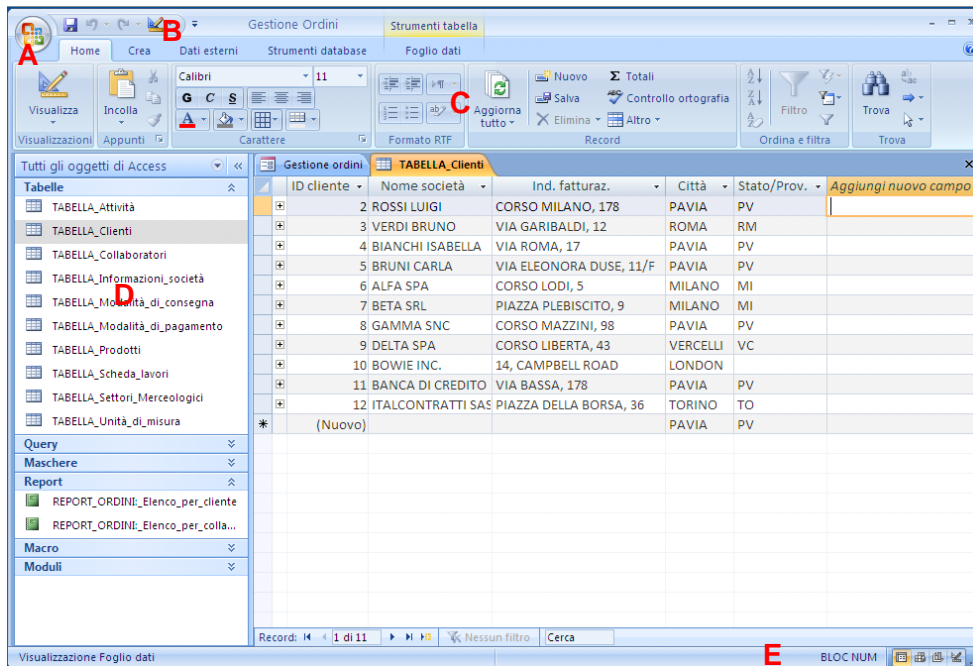 Gestione Ordini
Strumenti tabella
A
B
Home Crea Dati esterni Strumenti database Foglio dati
Visualizza
Visualizzazioni
Incolla
Appunti
Calibri 11
G C S
A
Carattere
ab
C
Formato RTF
Aggiorna
tutto
Nuovo
Salva
Elimina
Σ Totali
Controllo ortografia
Altro
Record
Filtro
Ordina e filtra
Trova
Trova
Tutti gli oggetti di Access
Tabelle
TABELLA_Attività
TABELLA_Clienti
TABELLA_Collaboratori
TABELLA_Informazioni_società
D
TABELLA_Modalità_di_consegna
TABELLA_Modalità_di_pagamento
TABELLA_Prodotti
TABELLA_Scheda_lavori
TABELLA_Settori_Merceologici
TABELLA_Unità_di_misura
Query
Maschere
Report
REPORT_ORDINI:_Elenco_per_cliente
REPORT_ORDINI:_Elenco_per_colla...
Macro
Moduli
Gestione ordini TABELLA_Clienti
ID cliente Nome società Ind. fatturaz. Città Stato/Prov. Aggiungi nuovo campo
2 ROSSI LUIGI CORSO MILANO, 178 PAVIA PV
3 VERDI BRUNO VIA GARIBALDI, 12 ROMA RM
4 BIANCHI ISABELLA VIA ROMA, 17 PAVIA PV
5 BRUNI CARLA VIA ELEONORA DUSE, 11/F PAVIA PV
6 ALFA SPA CORSO LODI, 5 MILANO MI
7 BETA SRL PIAZZA PLEBISCITO, 9 MILANO MI
8 GAMMA SNC CORSO MAZZINI, 98 PAVIA PV
9 DELTA SPA CORSO LIBERTA, 43 VERCELLI VC
10 BOWIE INC. 14, CAMPBELL ROAD LONDON
11 BANCA DI CREDITO VIA BASSA, 178 PAVIA PV
12 ITALCONTRATTI SAS PIAZZA DELLA BORSA, 36 TORINO TO
(Nuovo) PAVIA PV
Record: 1 di 11 Nessun filtro Cerca
Visualizzazione Foglio dati
E
BLOC NUM